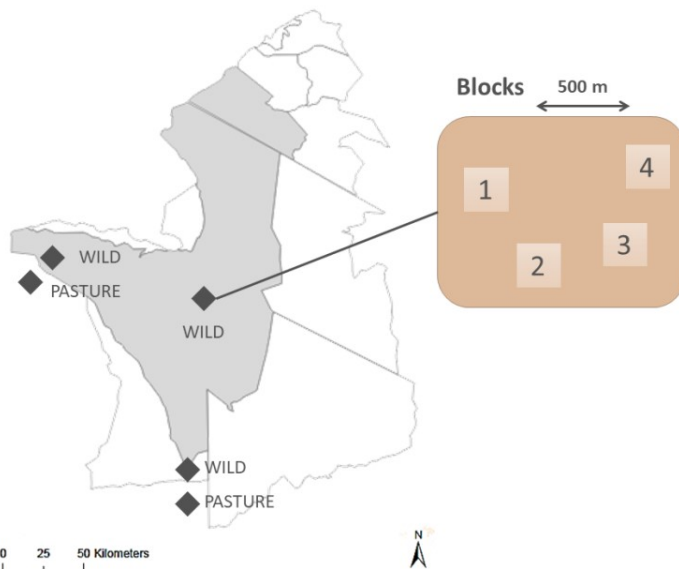 Blocks
500 m
1
4
3
2
WILD
PASTURE
WILD
WILD
PASTURE
0 25 50 Kilometers
N